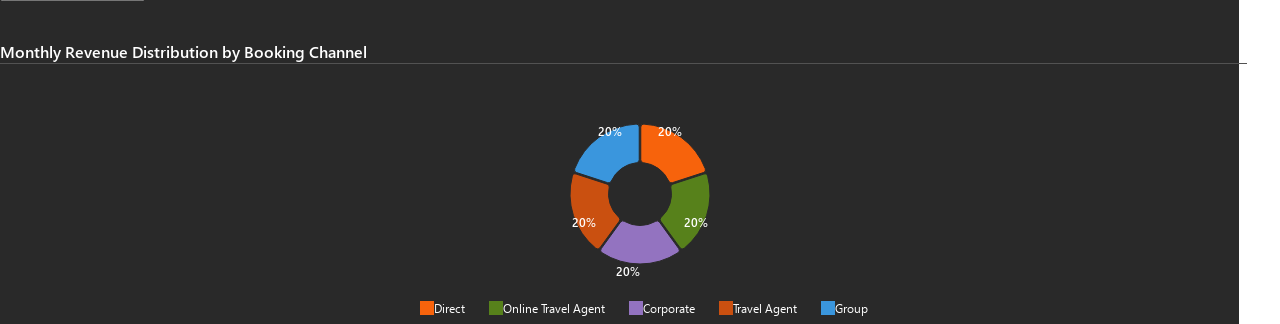 Monthly Revenue Distribution by Booking Channel
20% 20%
20% 20%
20%
Direct Online Travel Agent Corporate Travel Agent Group